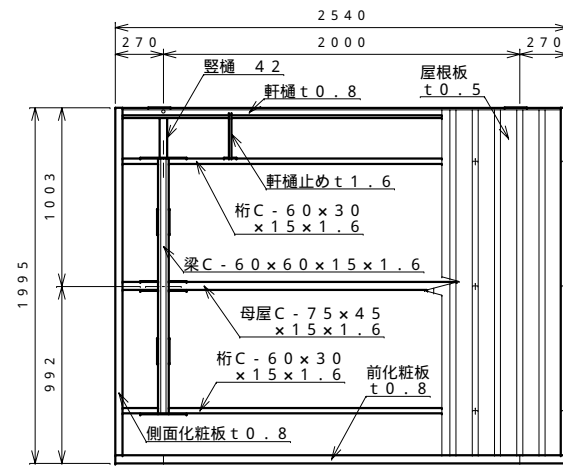 2540
270
2000
270
竪樋 42
屋根板
t0.5
軒樋t0.8
軒樋止めt1.6
桁C-60×30
×15×1.6
梁C-60×60×15×1.6
母屋C-75×45
×15×1.6
桁C-60×30
×15×1.6
前化粧板
t0.8
側面化粧板t0.8
1995
1003
992